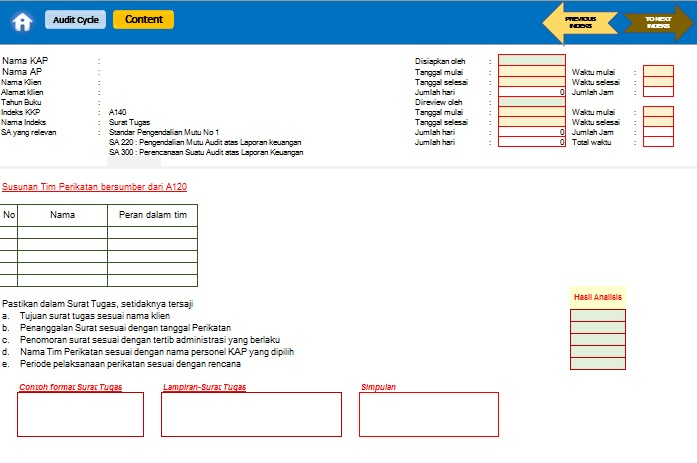 Audit Cycle
Content
PREVIOUS
INDEKS
TO NEXT
INDEKS
Nama KAP :
Nama AP :
Nama Klien :
Alamat klien :
Tahun Buku :
Indeks KKP : A140
Nama Indeks : Surat Tugas
SA yang relevan : Standar Pengendalian Mutu No 1
SA 220 : Pengendalian Mutu Audit atas Laporan keuangan
SA 300 : Perencanaan Suatu Audit atas Laporan Keuangan
Disiapkan oleh :
Tanggal mulai : Waktu mulai :
Tanggal selesai : Waktu selesai :
Jumlah hari : 0 Jumlah Jam :
Direview oleh :
Tanggal mulai : Waktu mulai :
Tanggal selesai : Waktu selesai :
Jumlah hari : 0 Jumlah Jam :
Jumlah hari : 0 Total waktu :
Susunan Tim Perikatan bersumber dari A120
No Nama Peran dalam tim
Hasil Analisis
Pastikan dalam Surat Tugas, setidaknya tersaji
a. Tujuan surat tugas sesuai nama klien
b. Penanggalan Surat sesuai dengan tanggal Perikatan
c. Penomoran surat sesuai dengan tertib administrasi yang berlaku
d. Nama Tim Perikatan sesuai dengan nama personel KAP yang dipilih
e. Periode pelaksanaan perikatan sesuai dengan rencana
Contoh format Surat Tugas
Lampiran-Surat Tugas
Simpulan